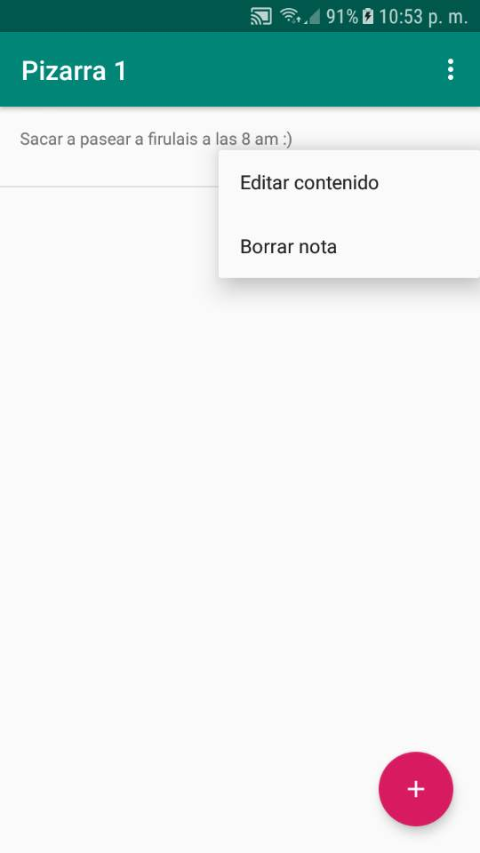 91% 10:53 p. m.
Pizarra 1
Sacar a pasear a firulais a las 8 am :)
Editar contenido
Borrar nota
+